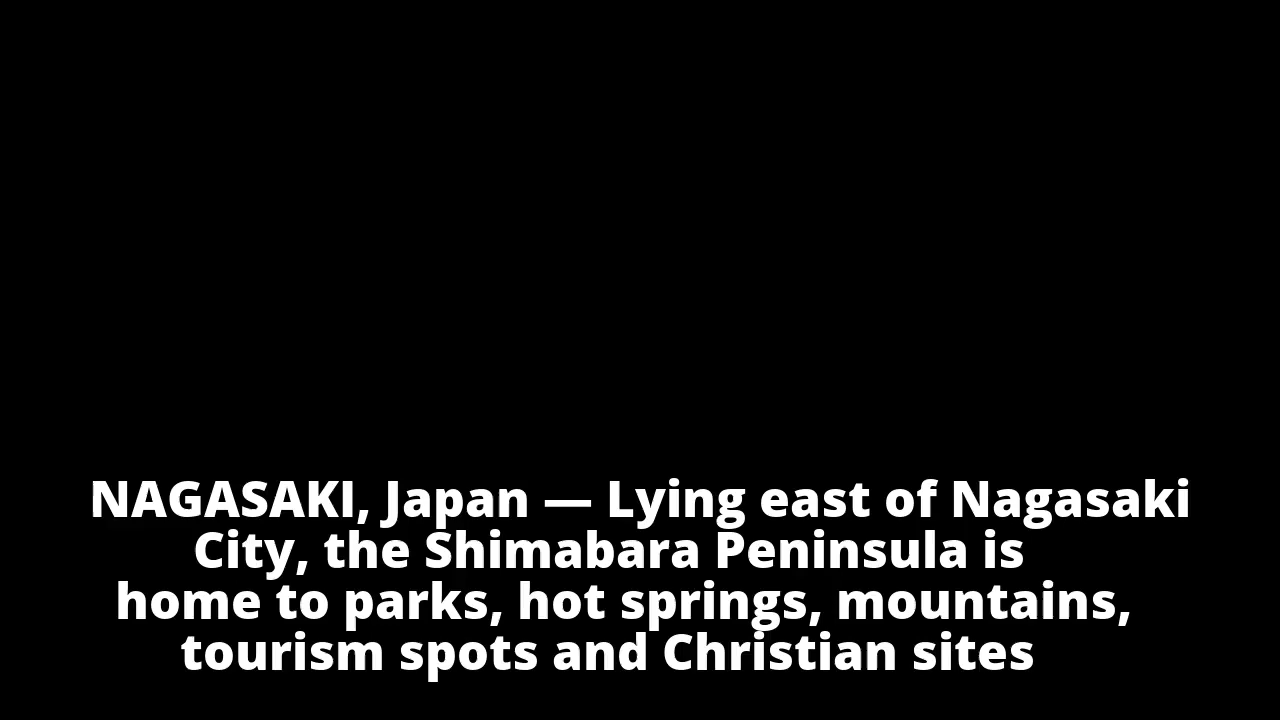 NAGASAKI, Japan — Lying east of Nagasaki
City, the Shimabara Peninsula is
home to parks, hot springs, mountains,
tourism spots and Christian sites